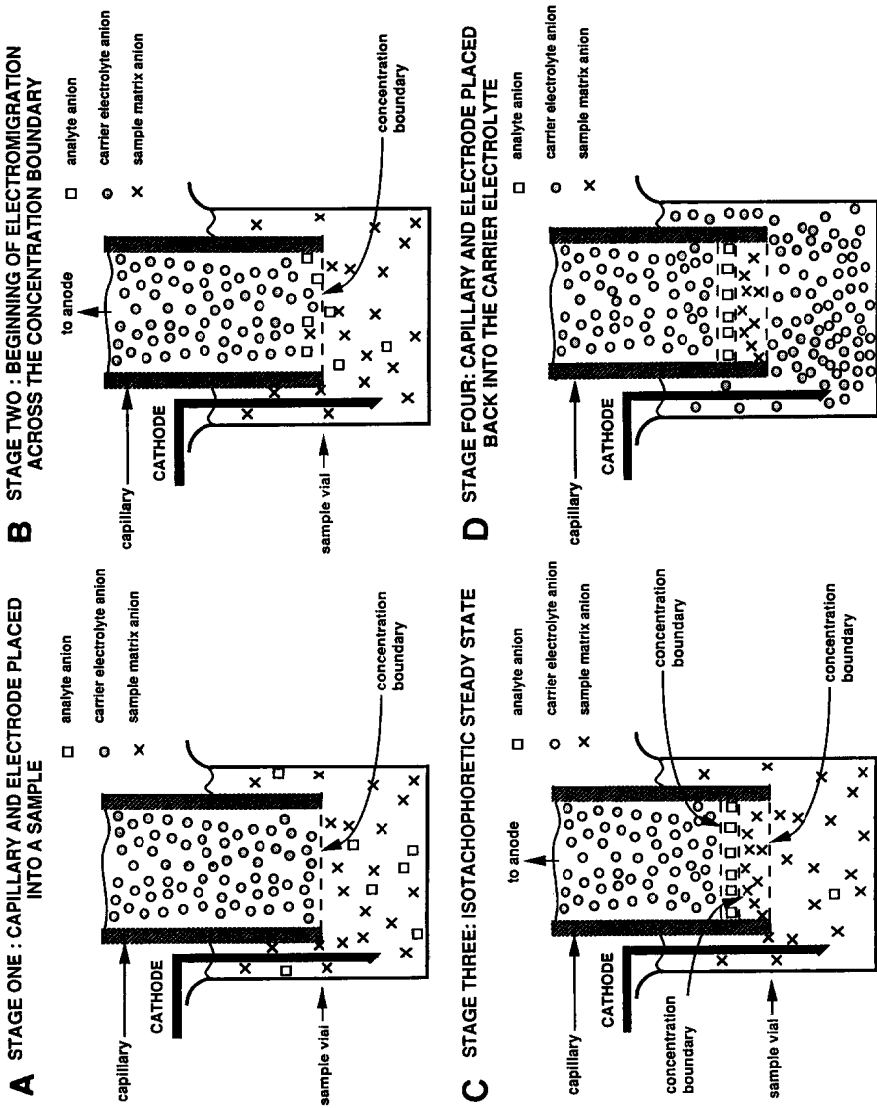 A STAGE ONE : CAPILLARY AND ELECTRODE PLACED
INTO A SAMPLE
□ analyte anion
o carrier electrolyte anion
× sample matrix anion
capillary
CATHODE
sample vial
concentration
boundary
B STAGE TWO : BEGINNING OF ELECTROMIGRATION
ACROSS THE CONCENTRATION BOUNDARY
□ analyte anion
o carrier electrolyte anion
× sample matrix anion
to anode
capillary
CATHODE
sample vial
concentration
boundary
C STAGE THREE: ISOTACHOPHORETIC STEADY STATE
□ analyte anion
o carrier electrolyte anion
× sample matrix anion
to anode
capillary
CATHODE
concentration
boundary
concentration
boundary
sample vial
concentration
boundary
D STAGE FOUR: CAPILLARY AND ELECTRODE PLACED
BACK INTO THE CARRIER ELECTROLYTE
□ analyte anion
o carrier electrolyte anion
× sample matrix anion
capillary
CATHODE